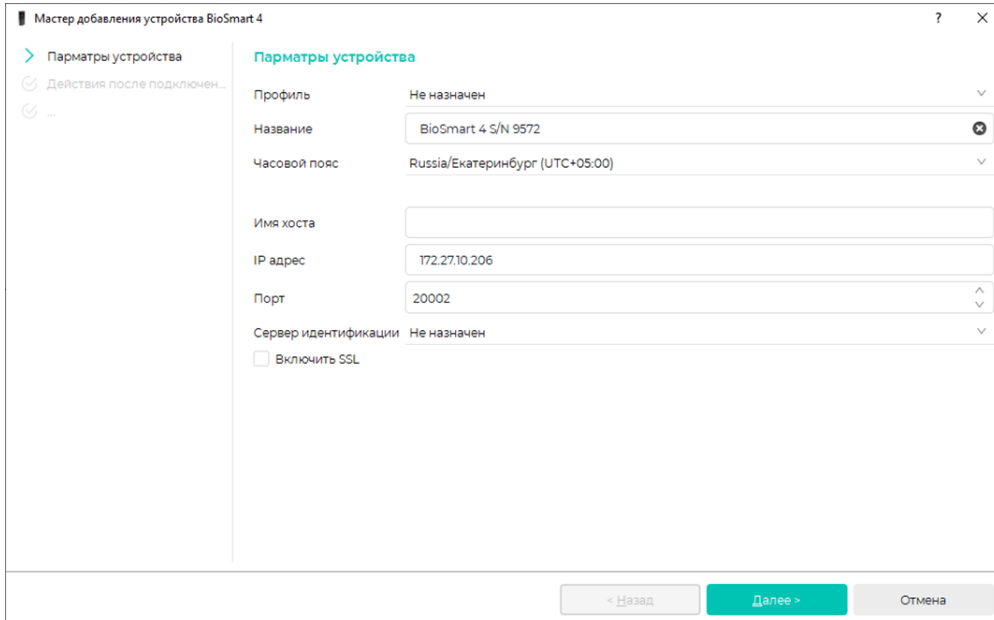 Мастер добавления устройства BioSmart 4
?
Парматры устройства
Действия после подключен...
...
Парматры устройства
Профиль Не назначен
Название BioSmart 4 S/N 9572
Часовой пояс Russia/Екатеринбург (UTC+05:00)
Имя хоста
IP адрес 172.27.10.206
Порт 20002
Сервер идентификации Не назначен
Включить SSL
< Назад Далее > Отмена